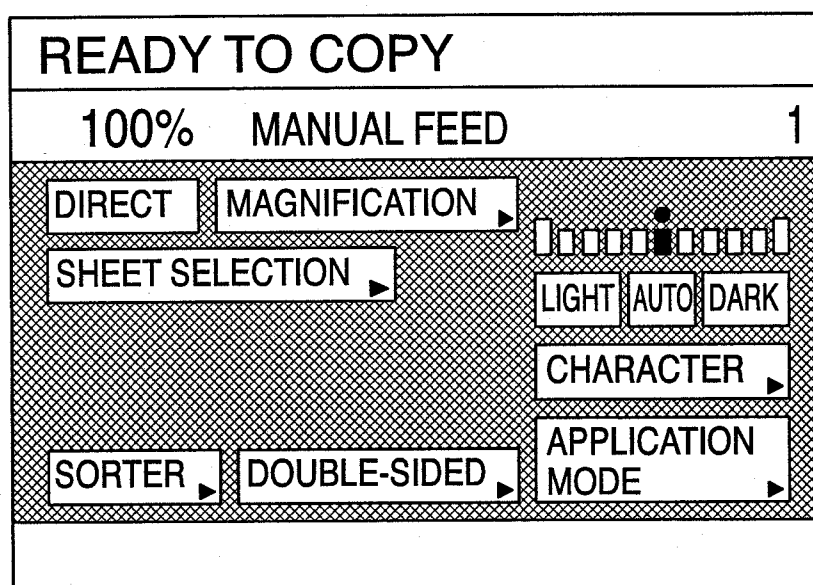 READY TO COPY
100% MANUAL FEED 1
DIRECT MAGNIFICATION
SHEET SELECTION
LIGHT AUTO DARK
CHARACTER
APPLICATION
MODE
SORTER DOUBLE-SIDED